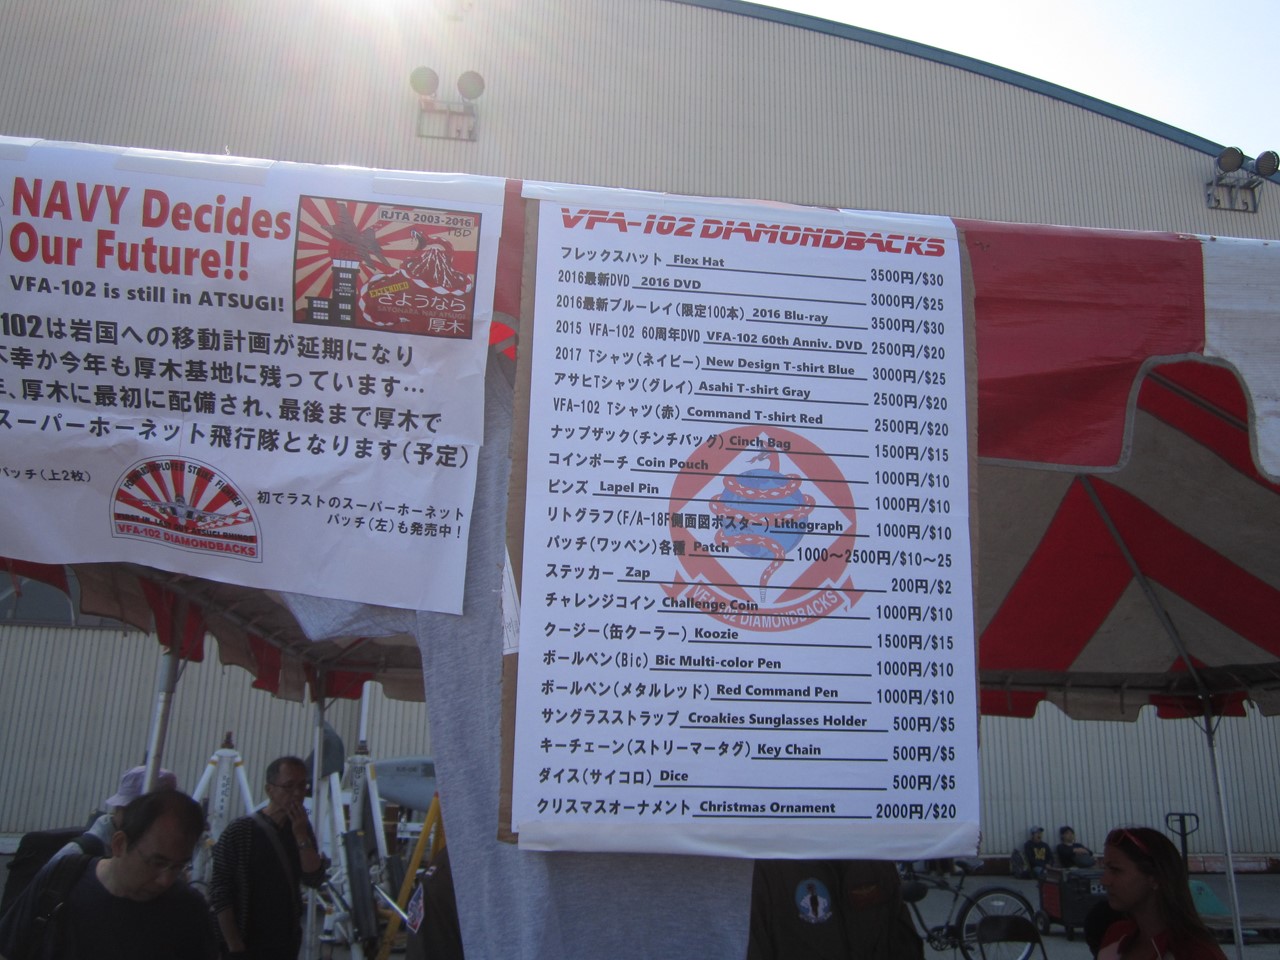 NAVY Decides
Our Future!!
VFA-102 is still in ATSUGI!
RJTA 2003-2016
TBD
EXTENDED
さようなら
厚木
102は岩国への移動計画が延期になり
幸か今年も厚木基地に残っています…
、厚木に最初に配備され、最後まで厚木で
スーパーホーネット飛行隊となります(予定)
パッチ(上2枚)
VFA-102 DIAMONDBACKS
初でラストのスーパーホーネット
パッチ(左)も発売中!
VFA-102 DIAMONDBACKS
フレックスハット Flex Hat 3500円/$30
2016最新DVD 2016 DVD 3000円/$25
2016最新ブルーレイ(限定100本) 2016 Blu-ray 3500円/$30
2015 VFA-102 60周年DVD VFA-102 60th Anniv. DVD 2500円/$20
2017 Tシャツ(ネイビー) New Design T-shirt Blue 3000円/$25
アサヒTシャツ(グレイ) Asahi T-shirt Gray 2500円/$20
VFA-102 Tシャツ(赤) Command T-shirt Red 2500円/$20
ナップザック(チンチバッグ) Cinch Bag 1500円/$15
コインポーチ Coin Pouch 1000円/$10
ピンズ Lapel Pin 1000円/$10
リトグラフ(F/A-18F側面図ポスター) Lithograph 1000円/$10
パッチ(ワッペン)各種 Patch 1000〜2500円/$10〜25
ステッカー Zap 200円/$2
チャレンジコイン Challenge Coin 1000円/$10
クージー(缶クーラー) Koozie 1500円/$15
ボールペン(Bic) Bic Multi-color Pen 1000円/$10
ボールペン(メタルレッド) Red Command Pen 1000円/$10
サングラスストラップ Croakies Sunglasses Holder 500円/$5
キーチェーン(ストリーマータグ) Key Chain 500円/$5
ダイス(サイコロ) Dice 500円/$5
クリスマスオーナメント Christmas Ornament 2000円/$20
VFA-102 DIAMONDBACKS